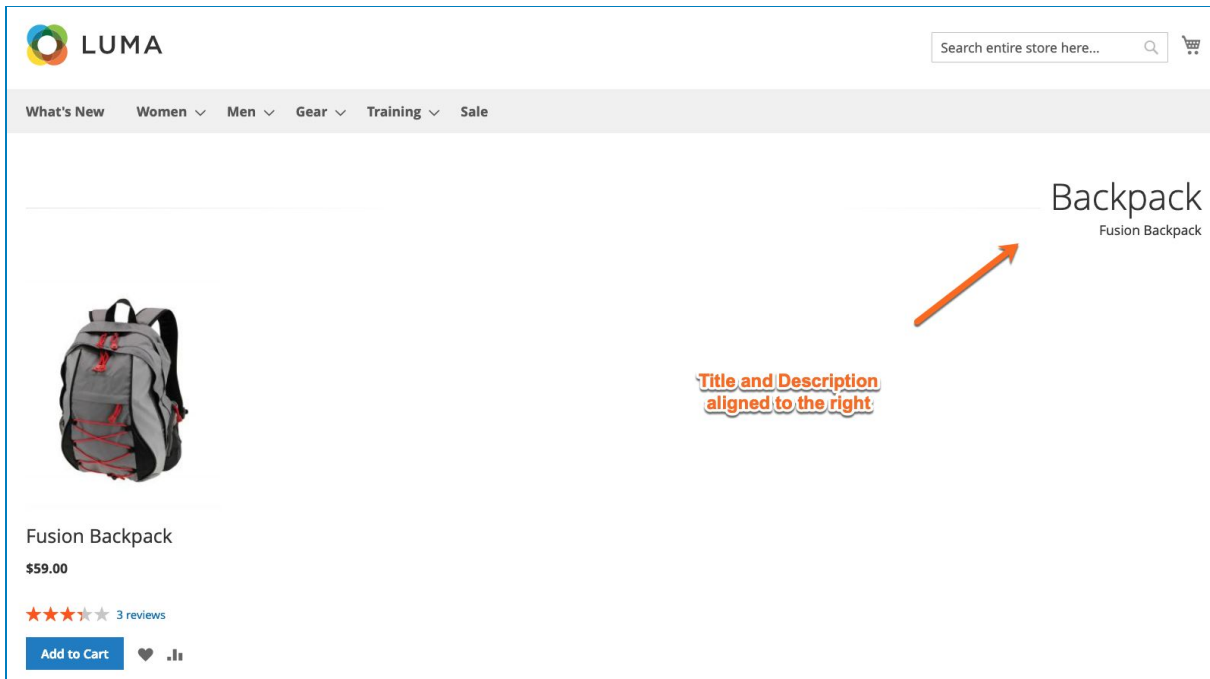 LUMA
Search entire store here...
What's New Women Men Gear Training Sale
Backpack
Fusion Backpack
Title and Description
aligned to the right
Fusion Backpack
$59.00
3 reviews
Add to Cart